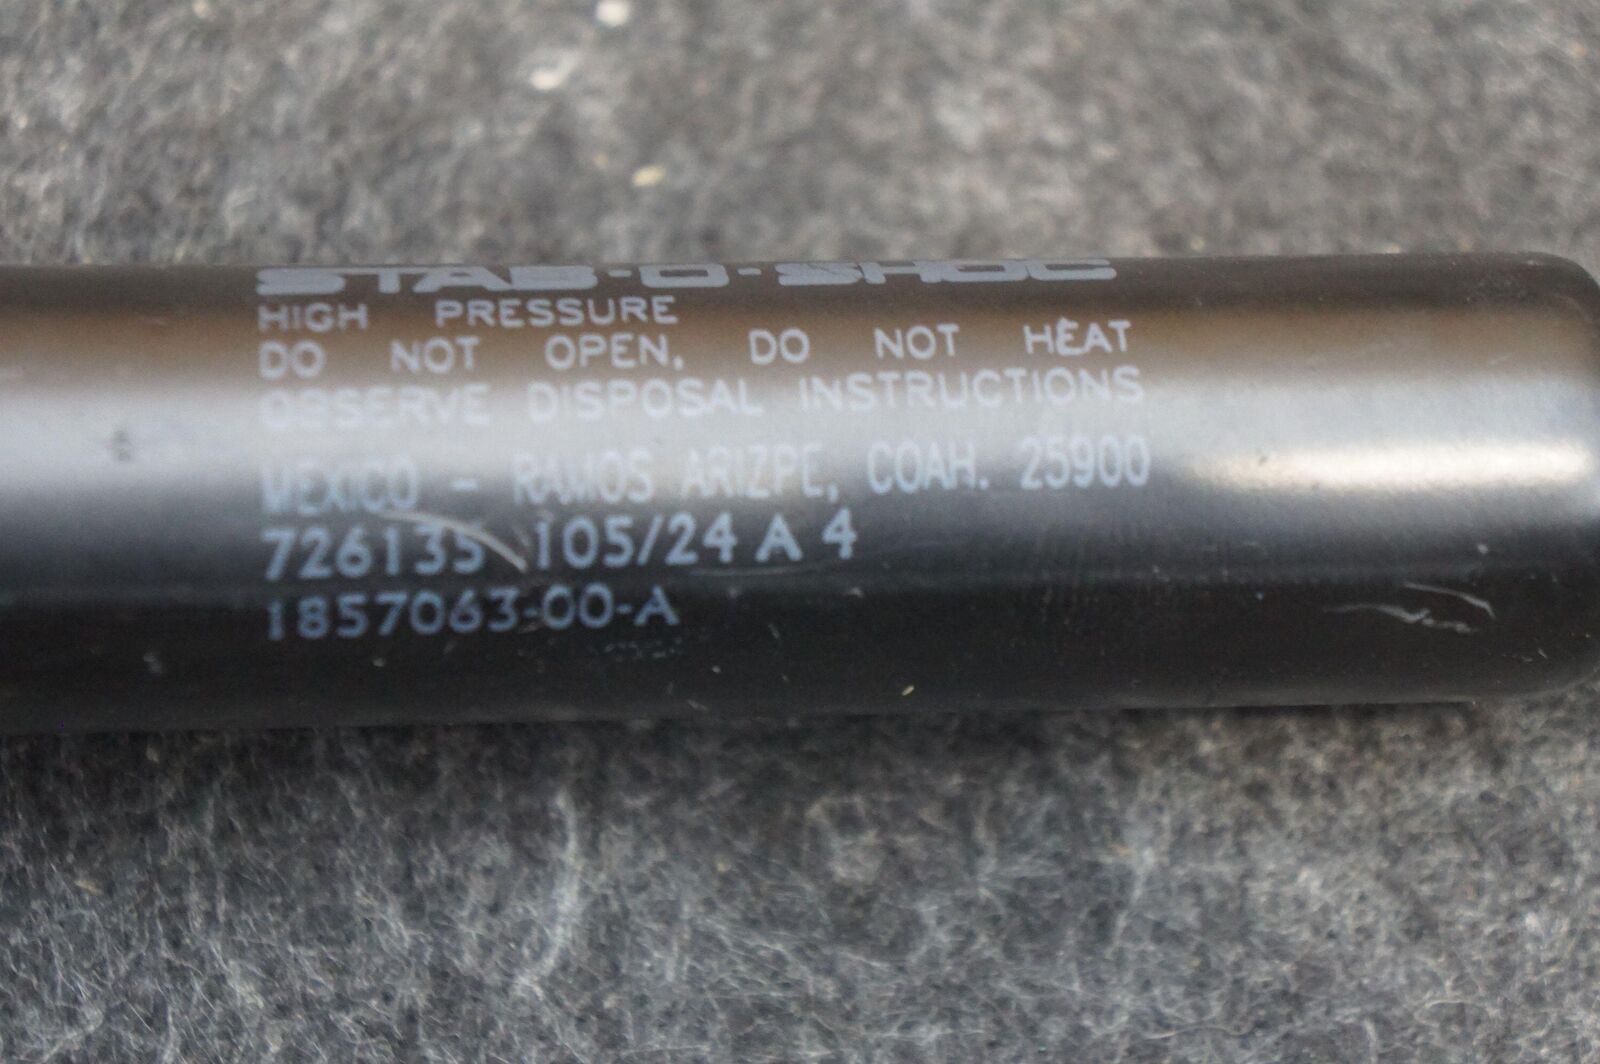 STAB-O-SHOC
HIGH PRESSURE
DO NOT OPEN, DO NOT HEAT
OBSERVE DISPOSAL INSTRUCTIONS
MEXICO - RAMOS ARIZPE, COAH. 25900
726135 105/24 A 4
1857063-00-A